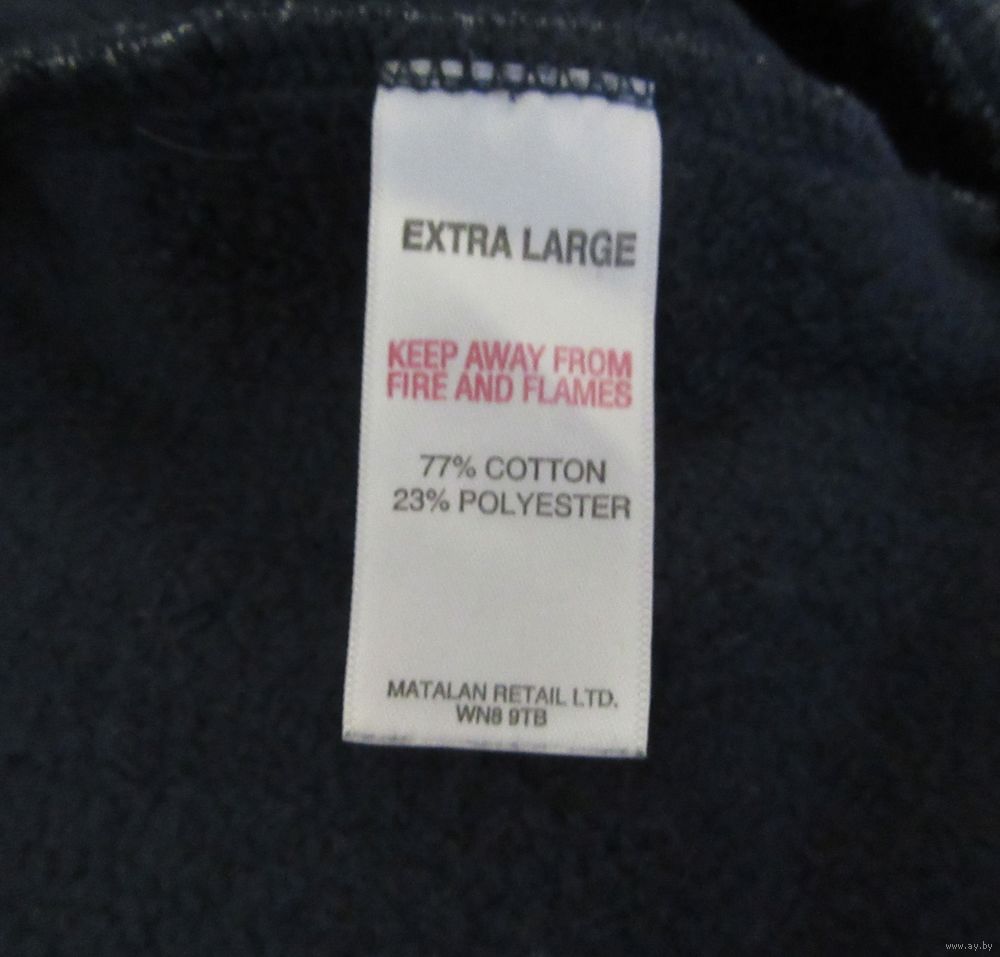 EXTRA LARGE
KEEP AWAY FROM
FIRE AND FLAMES
77% COTTON
23% POLYESTER
MATALAN RETAIL LTD.
WN8 9TB
www.ay.by